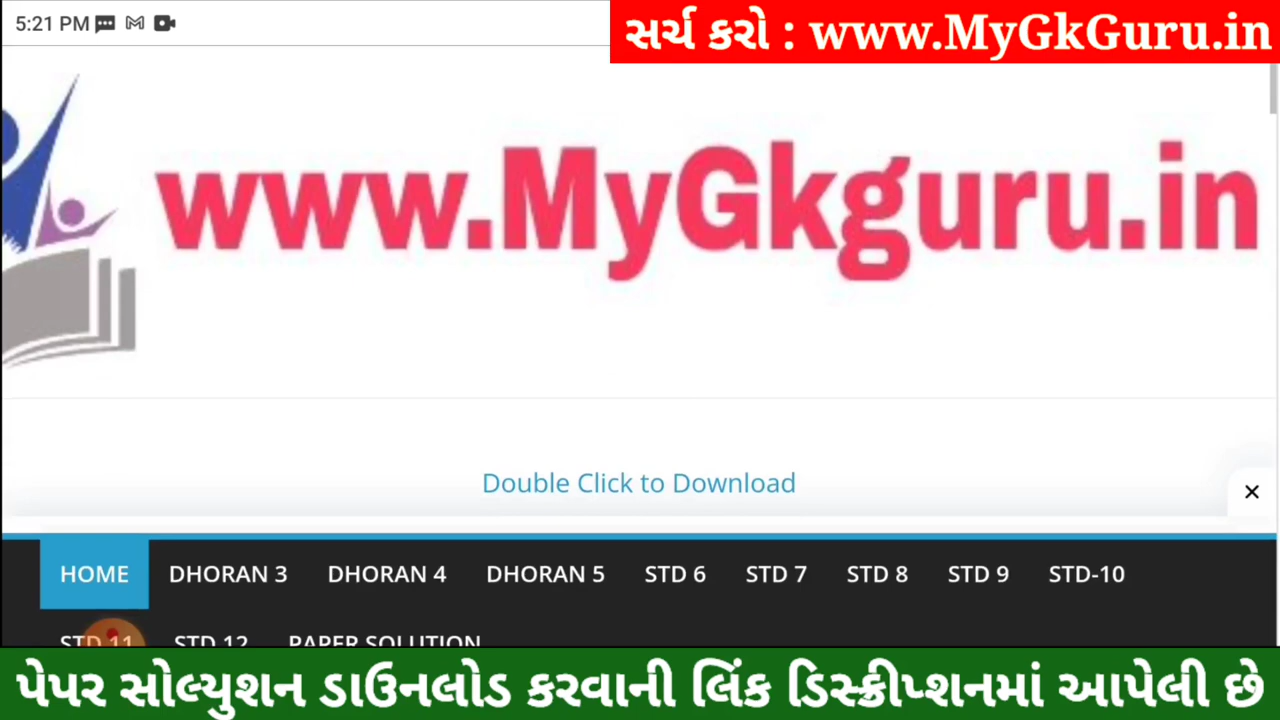 5:21 PM
સર્ચ કરો : www.MyGkGuru.in
www.MyGkguru.in
Double Click to Download
HOME DHORAN 3 DHORAN 4 DHORAN 5 STD 6 STD 7 STD 8 STD 9 STD-10
STD 11 STD 12 PAPER SOLUTION
પેપર સોલ્યુશન ડાઉનલોડ કરવાની લિંક ડિસ્ક્રીપ્શનમાં આપેલી છે